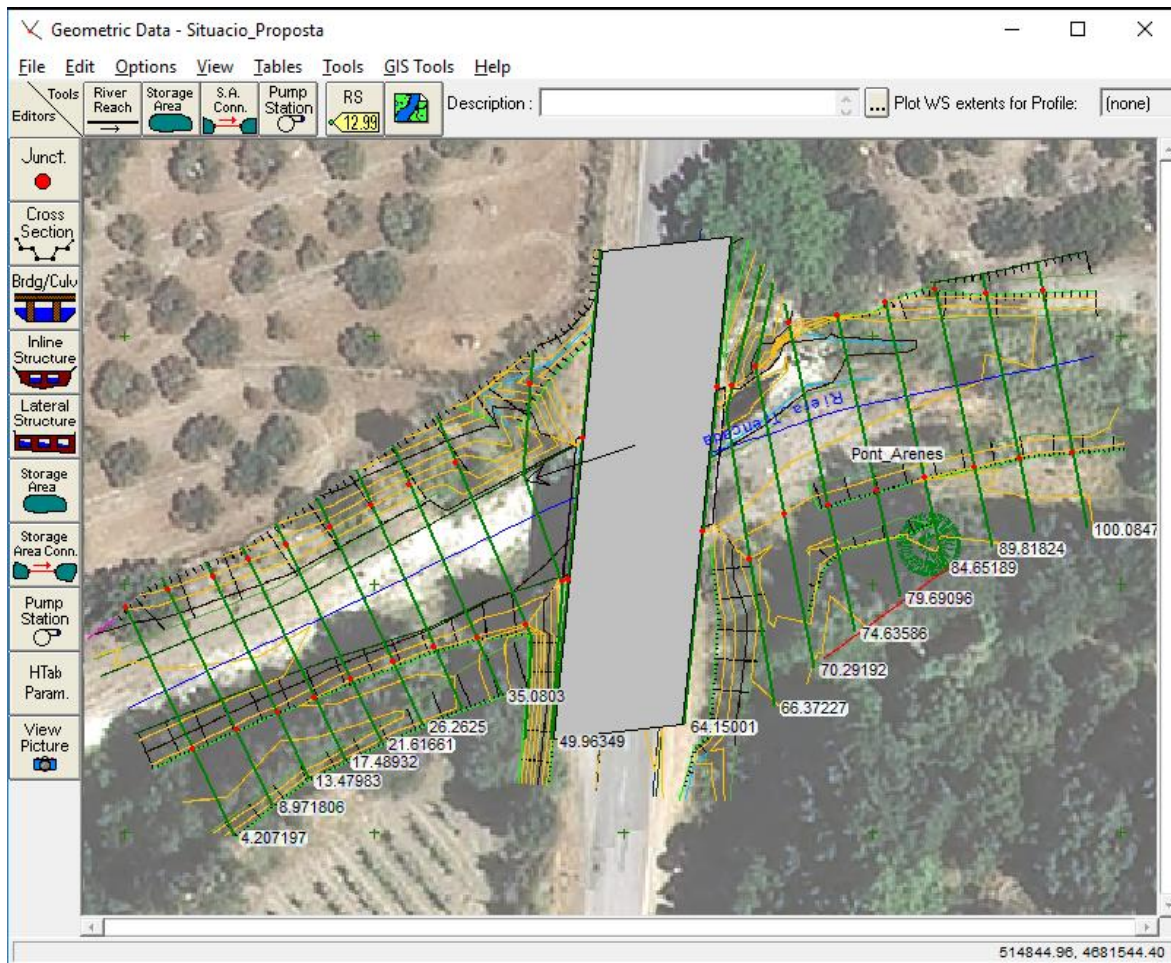 Geometric Data - Situacio_Proposta
File Edit Options View Tables Tools GIS Tools Help
Tools
Editors
River
Reach
Storage
Area
S.A.
Conn.
Pump
Station
RS
12.99
Description :
...
Plot WS extents for Profile:
(none)
Junct.
Cross
Section
Brdg/Culv
Inline
Structure
Lateral
Structure
Storage
Area
Storage
Area Conn.
Pump
Station
HTab
Param.
View
Picture
Riera Trencada
Pont_Arenes
100.0847
89.81824
84.65189
79.69096
74.63586
70.29192
66.37227
64.15001
49.96349
35.0803
26.2625
21.61661
17.48932
13.47983
8.971806
4.207197
514844.96, 4681544.40